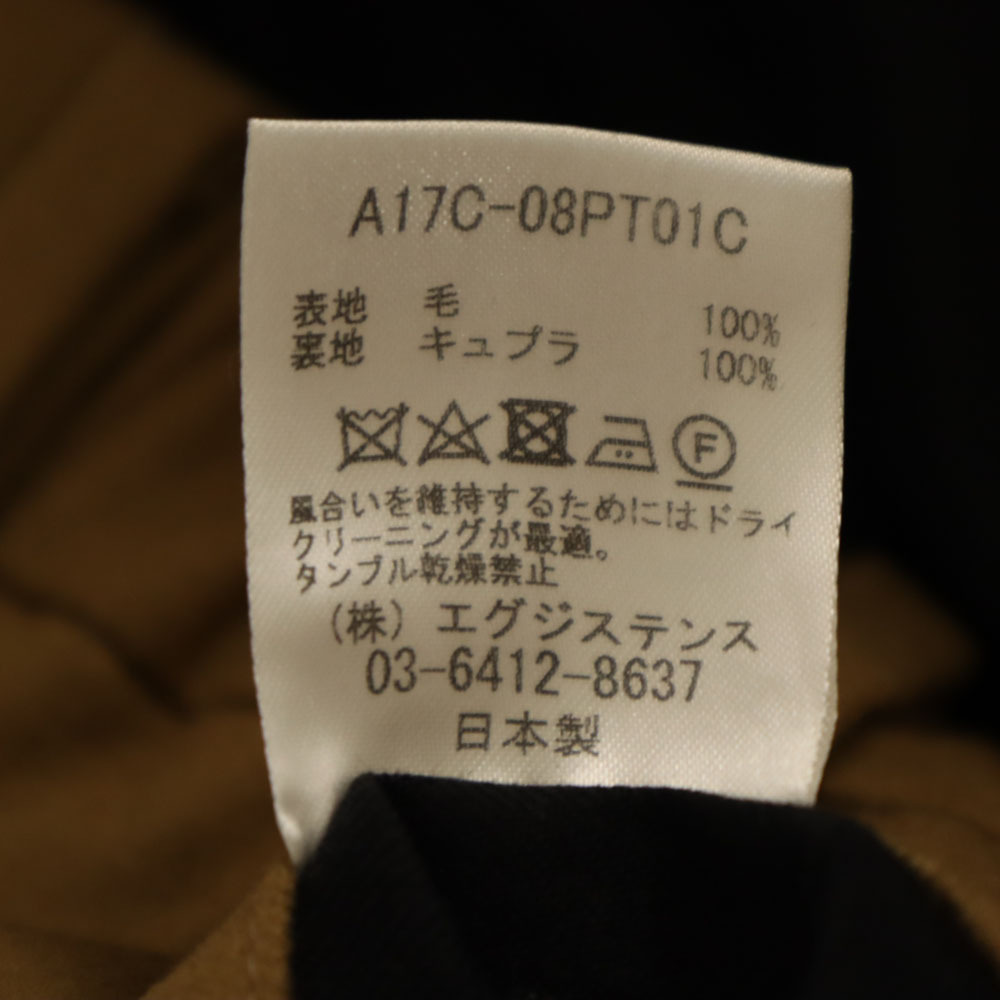 A17C-08PT01C
表地 毛 100%
裏地 キュプラ 100%
F
風合いを維持するためにはドライ
クリーニングが最適。
タンブル乾燥禁止
(株) エグジステンス
03-6412-8637
日本製